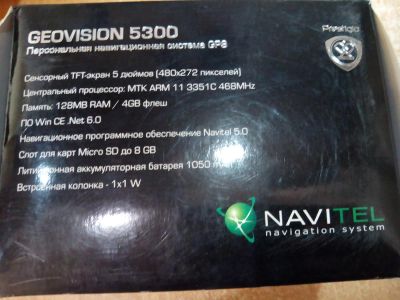 GEOVISION 5300
Персональная навигационная система GPS
Prestigio
Сенсорный TFT-экран 5 дюймов (480x272 пикселей)
Центральный процессор: MTK ARM 11 3351C 468MHz
Память: 128MB RAM / 4GB флеш
ПО Win CE .Net 6.0
Навигационное программное обеспечение Navitel 5.0
Слот для карт Micro SD до 8 GB
Литий-ионная аккумуляторная батарея 1050
Встроенная колонка - 1x1 W
NAVITEL
navigation system